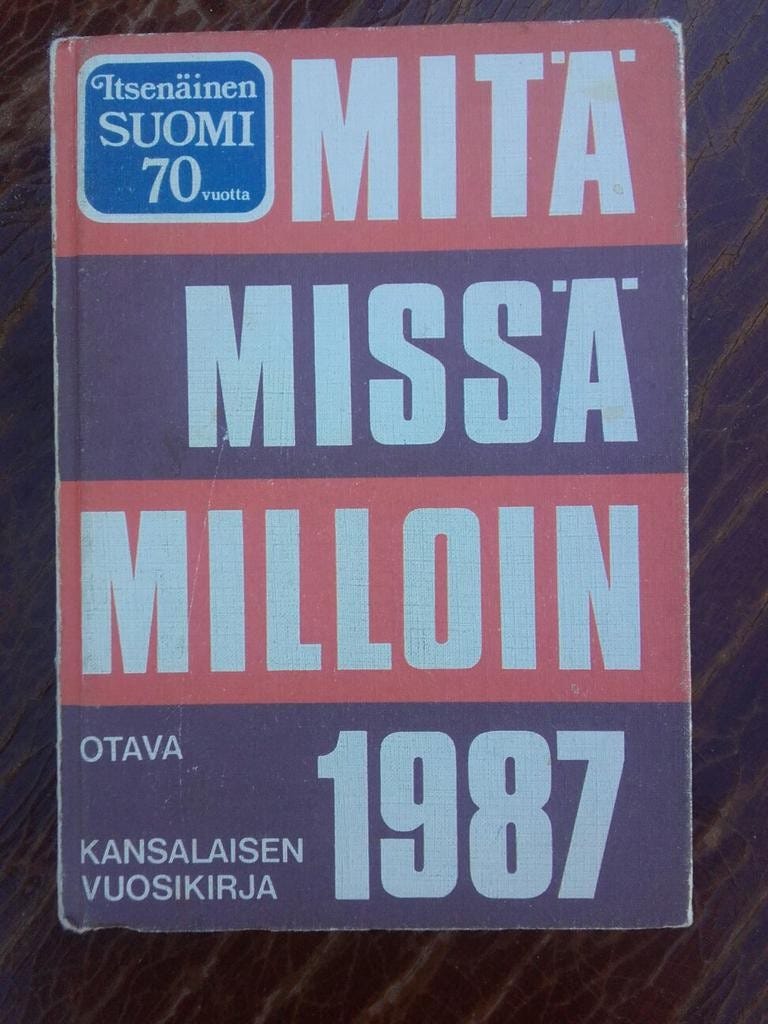 Itsenäinen
SUOMI
70 vuotta
MITÄ
MISSÄ
MILLOIN
1987
OTAVA
KANSALAISEN
VUOSIKIRJA